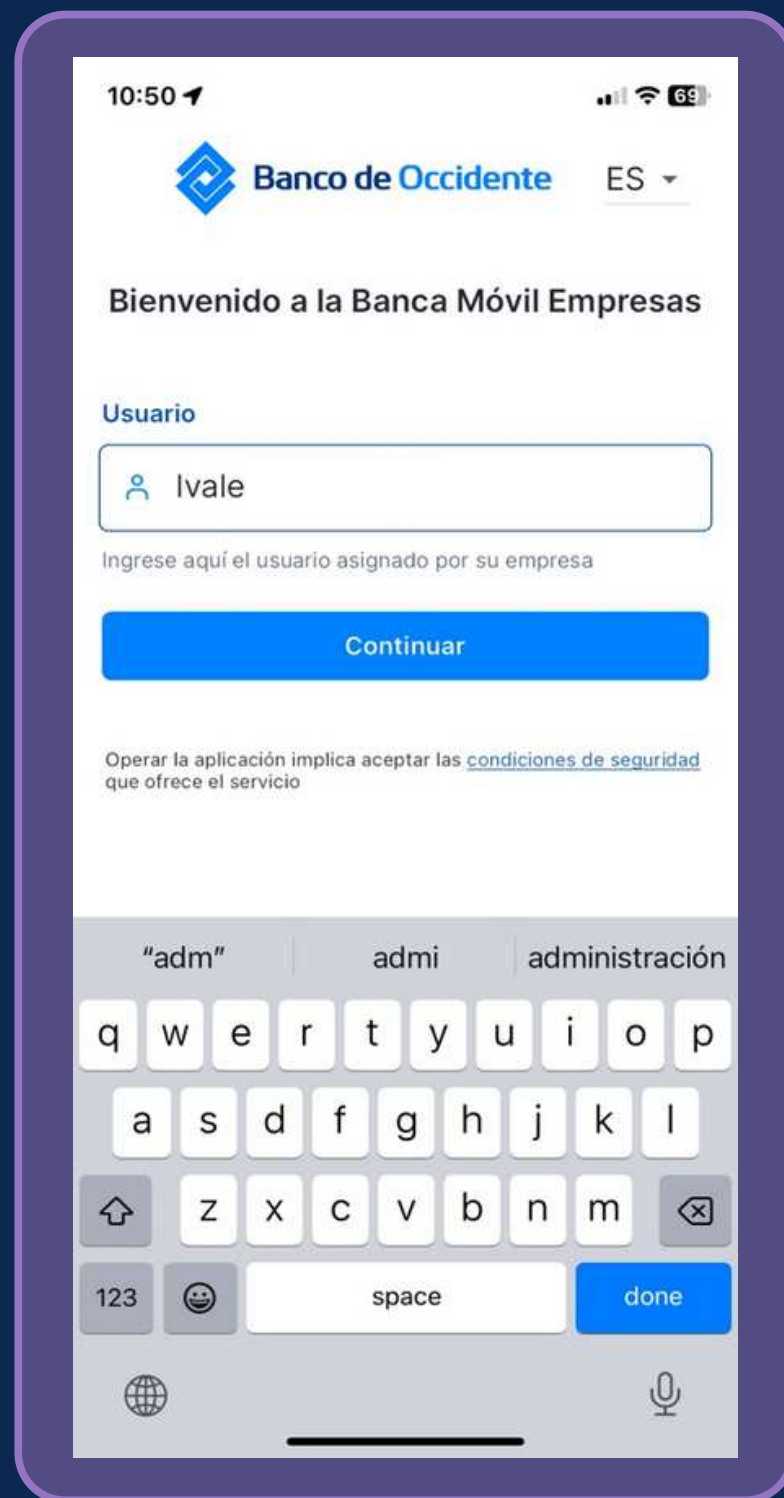 10:50
69
Banco de Occidente
ES
Bienvenido a la Banca Móvil Empresas
Usuario
lvale
Ingrese aquí el usuario asignado por su empresa
Continuar
Operar la aplicación implica aceptar las condiciones de seguridad
que ofrece el servicio
“adm” admi administración
q w e r t y u i o p
a s d f g h j k l
z x c v b n m
123 space done